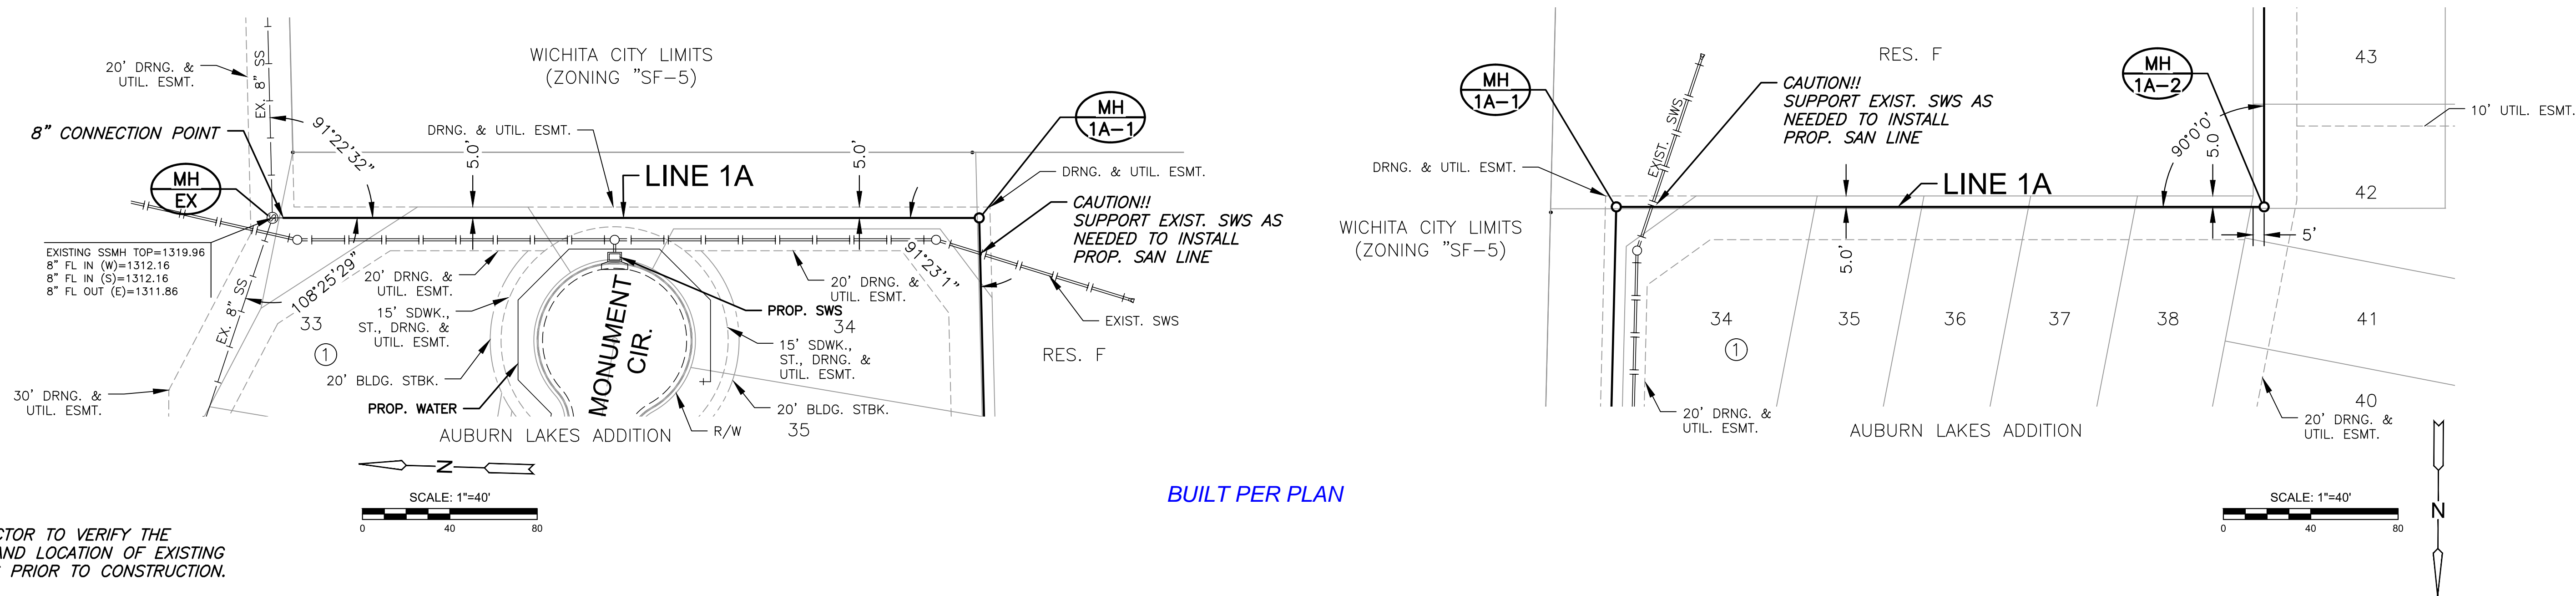 WICHITA CITY LIMITS
(ZONING "SF-5)
20' DRNG. &
UTIL. ESMT.
EX. 8" SS
8" CONNECTION POINT
91°22'32"
DRNG. & UTIL. ESMT.
5.0'
5.0'
LINE 1A
MH
1A-1
DRNG. & UTIL. ESMT.
CAUTION!!
SUPPORT EXIST. SWS AS
NEEDED TO INSTALL
PROP. SAN LINE
MH
EX
EXISTING SSMH TOP=1319.96
8" FL IN (W)=1312.16
8" FL IN (S)=1312.16
8" FL OUT (E)=1311.86
EX. 8" SS
108°25'29"
33
1
20' DRNG. &
UTIL. ESMT.
15' SDWK.,
ST., DRNG. &
UTIL. ESMT.
20' BLDG. STBK.
PROP. WATER
30' DRNG. &
UTIL. ESMT.
MONUMENT
CIR.
PROP. SWS
34
20' DRNG. &
UTIL. ESMT.
91°23'1"
15' SDWK.,
ST., DRNG. &
UTIL. ESMT.
20' BLDG. STBK.
35
R/W
EXIST. SWS
RES. F
AUBURN LAKES ADDITION
N
SCALE: 1"=40'
0 40 80
CTOR TO VERIFY THE
AND LOCATION OF EXISTING
PRIOR TO CONSTRUCTION.
BUILT PER PLAN
MH
1A-1
RES. F
CAUTION!!
SUPPORT EXIST. SWS AS
NEEDED TO INSTALL
PROP. SAN LINE
EXIST. SWS
MH
1A-2
43
10' UTIL. ESMT.
90°0'0'
5.0
DRNG. & UTIL. ESMT.
LINE 1A
42
WICHITA CITY LIMITS
(ZONING "SF-5)
5.0'
5'
34
35
36
37
38
41
1
40
20' DRNG. &
UTIL. ESMT.
AUBURN LAKES ADDITION
20' DRNG. &
UTIL. ESMT.
SCALE: 1"=40'
0 40 80
N